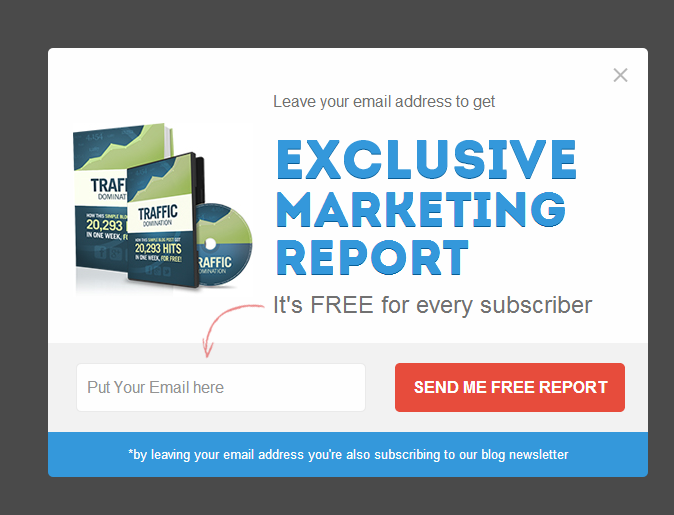 Leave your email address to get
EXCLUSIVE
MARKETING
REPORT
It's FREE for every subscriber
TRAFFIC
DOMINATION
HOW THIS SIMPLE BLOG POST GOT
20,293 HITS
IN ONE WEEK, FOR FREE!
TRAFFIC
DOMINATION
HOW THIS SIMPLE BLOG POST GOT
20,293 HITS
IN ONE WEEK, FOR FREE!
TRAFFIC
DOMINATION
Put Your Email here
SEND ME FREE REPORT
*by leaving your email address you're also subscribing to our blog newsletter